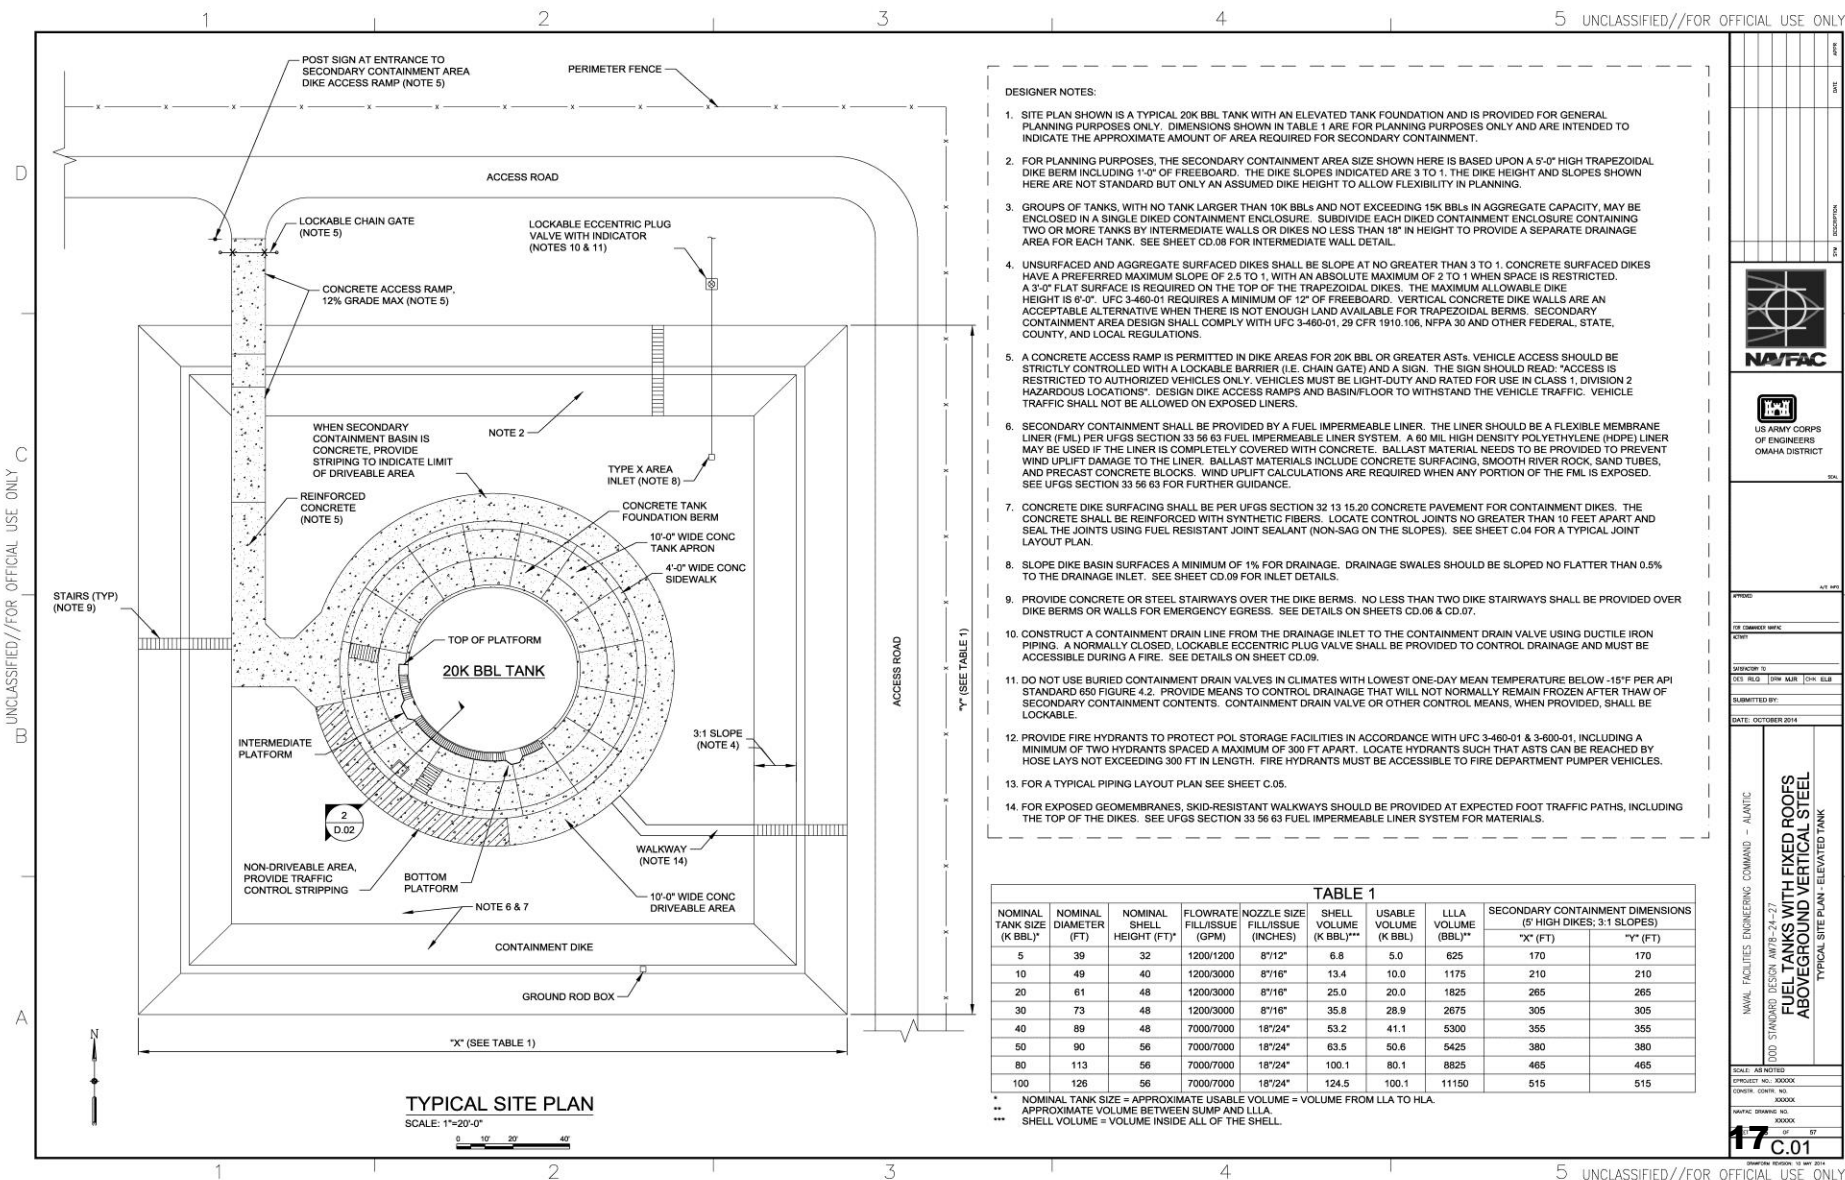 1 2 3 4 5 UNCLASSIFIED//FOR OFFICIAL USE ONLY
POST SIGN AT ENTRANCE TO
SECONDARY CONTAINMENT AREA
DIKE ACCESS RAMP (NOTE 5)
PERIMETER FENCE
D
ACCESS ROAD
LOCKABLE CHAIN GATE
(NOTE 5)
LOCKABLE ECCENTRIC PLUG
VALVE WITH INDICATOR
(NOTES 10 & 11)
CONCRETE ACCESS RAMP,
12% GRADE MAX (NOTE 5)
C
WHEN SECONDARY
CONTAINMENT BASIN IS
CONCRETE, PROVIDE
STRIPING TO INDICATE LIMIT
OF DRIVEABLE AREA
NOTE 2
TYPE X AREA
INLET (NOTE 8)
REINFORCED
CONCRETE
(NOTE 5)
CONCRETE TANK
FOUNDATION BERM
10'-0" WIDE CONC
TANK APRON
4'-0" WIDE CONC
SIDEWALK
UNCLASSIFIED//FOR OFFICIAL USE ONLY
STAIRS (TYP)
(NOTE 9)
TOP OF PLATFORM
20K BBL TANK
ACCESS ROAD
"Y" (SEE TABLE 1)
B
INTERMEDIATE
PLATFORM
3:1 SLOPE
(NOTE 4)
2
D.02
WALKWAY
(NOTE 14)
NON-DRIVEABLE AREA,
PROVIDE TRAFFIC
CONTROL STRIPPING
BOTTOM
PLATFORM
10'-0" WIDE CONC
DRIVEABLE AREA
NOTE 6 & 7
CONTAINMENT DIKE
GROUND ROD BOX
A
N
"X" (SEE TABLE 1)
TYPICAL SITE PLAN
SCALE: 1"=20'-0"
0 10' 20' 40'
DESIGNER NOTES:
1. SITE PLAN SHOWN IS A TYPICAL 20K BBL TANK WITH AN ELEVATED TANK FOUNDATION AND IS PROVIDED FOR GENERAL
PLANNING PURPOSES ONLY. DIMENSIONS SHOWN IN TABLE 1 ARE FOR PLANNING PURPOSES ONLY AND ARE INTENDED TO
INDICATE THE APPROXIMATE AMOUNT OF AREA REQUIRED FOR SECONDARY CONTAINMENT.
2. FOR PLANNING PURPOSES, THE SECONDARY CONTAINMENT AREA SIZE SHOWN HERE IS BASED UPON A 5'-0" HIGH TRAPEZOIDAL
DIKE BERM INCLUDING 1'-0" OF FREEBOARD. THE DIKE SLOPES INDICATED ARE 3 TO 1. THE DIKE HEIGHT AND SLOPES SHOWN
HERE ARE NOT STANDARD BUT ONLY AN ASSUMED DIKE HEIGHT TO ALLOW FLEXIBILITY IN PLANNING.
3. GROUPS OF TANKS, WITH NO TANK LARGER THAN 10K BBLs AND NOT EXCEEDING 15K BBLs IN AGGREGATE CAPACITY, MAY BE
ENCLOSED IN A SINGLE DIKED CONTAINMENT ENCLOSURE. SUBDIVIDE EACH DIKED CONTAINMENT ENCLOSURE CONTAINING
TWO OR MORE TANKS BY INTERMEDIATE WALLS OR DIKES NO LESS THAN 18" IN HEIGHT TO PROVIDE A SEPARATE DRAINAGE
AREA FOR EACH TANK. SEE SHEET CD.08 FOR INTERMEDIATE WALL DETAIL.
4. UNSURFACED AND AGGREGATE SURFACED DIKES SHALL BE SLOPE AT NO GREATER THAN 3 TO 1. CONCRETE SURFACED DIKES
HAVE A PREFERRED MAXIMUM SLOPE OF 2.5 TO 1, WITH AN ABSOLUTE MAXIMUM OF 2 TO 1 WHEN SPACE IS RESTRICTED.
A 3'-0" FLAT SURFACE IS REQUIRED ON THE TOP OF THE TRAPEZOIDAL DIKES. THE MAXIMUM ALLOWABLE DIKE
HEIGHT IS 6'-0". UFC 3-460-01 REQUIRES A MINIMUM OF 12" OF FREEBOARD. VERTICAL CONCRETE DIKE WALLS ARE AN
ACCEPTABLE ALTERNATIVE WHEN THERE IS NOT ENOUGH LAND AVAILABLE FOR TRAPEZOIDAL BERMS. SECONDARY
CONTAINMENT AREA DESIGN SHALL COMPLY WITH UFC 3-460-01, 29 CFR 1910.106, NFPA 30 AND OTHER FEDERAL, STATE,
COUNTY, AND LOCAL REGULATIONS.
5. A CONCRETE ACCESS RAMP IS PERMITTED IN DIKE AREAS FOR 20K BBL OR GREATER ASTs. VEHICLE ACCESS SHOULD BE
STRICTLY CONTROLLED WITH A LOCKABLE BARRIER (I.E. CHAIN GATE) AND A SIGN. THE SIGN SHOULD READ: "ACCESS IS
RESTRICTED TO AUTHORIZED VEHICLES ONLY. VEHICLES MUST BE LIGHT-DUTY AND RATED FOR USE IN CLASS 1, DIVISION 2
HAZARDOUS LOCATIONS". DESIGN DIKE ACCESS RAMPS AND BASIN/FLOOR TO WITHSTAND THE VEHICLE TRAFFIC. VEHICLE
TRAFFIC SHALL NOT BE ALLOWED ON EXPOSED LINERS.
6. SECONDARY CONTAINMENT SHALL BE PROVIDED BY A FUEL IMPERMEABLE LINER. THE LINER SHOULD BE A FLEXIBLE MEMBRANE
LINER (FML) PER UFGS SECTION 33 56 63 FUEL IMPERMEABLE LINER SYSTEM. A 60 MIL HIGH DENSITY POLYETHYLENE (HDPE) LINER
MAY BE USED IF THE LINER IS COMPLETELY COVERED WITH CONCRETE. BALLAST MATERIAL NEEDS TO BE PROVIDED TO PREVENT
WIND UPLIFT DAMAGE TO THE LINER. BALLAST MATERIALS INCLUDE CONCRETE SURFACING, SMOOTH RIVER ROCK, SAND TUBES,
AND PRECAST CONCRETE BLOCKS. WIND UPLIFT CALCULATIONS ARE REQUIRED WHEN ANY PORTION OF THE FML IS EXPOSED.
SEE UFGS SECTION 33 56 63 FOR FURTHER GUIDANCE.
7. CONCRETE DIKE SURFACING SHALL BE PER UFGS SECTION 32 13 15.20 CONCRETE PAVEMENT FOR CONTAINMENT DIKES. THE
CONCRETE SHALL BE REINFORCED WITH SYNTHETIC FIBERS. LOCATE CONTROL JOINTS NO GREATER THAN 10 FEET APART AND
SEAL THE JOINTS USING FUEL RESISTANT JOINT SEALANT (NON-SAG ON THE SLOPES). SEE SHEET C.04 FOR A TYPICAL JOINT
LAYOUT PLAN.
8. SLOPE DIKE BASIN SURFACES A MINIMUM OF 1% FOR DRAINAGE. DRAINAGE SWALES SHOULD BE SLOPED NO FLATTER THAN 0.5%
TO THE DRAINAGE INLET. SEE SHEET CD.09 FOR INLET DETAILS.
9. PROVIDE CONCRETE OR STEEL STAIRWAYS OVER THE DIKE BERMS. NO LESS THAN TWO DIKE STAIRWAYS SHALL BE PROVIDED OVER
DIKE BERMS OR WALLS FOR EMERGENCY EGRESS. SEE DETAILS ON SHEETS CD.06 & CD.07.
10. CONSTRUCT A CONTAINMENT DRAIN LINE FROM THE DRAINAGE INLET TO THE CONTAINMENT DRAIN VALVE USING DUCTILE IRON
PIPING. A NORMALLY CLOSED, LOCKABLE ECCENTRIC PLUG VALVE SHALL BE PROVIDED TO CONTROL DRAINAGE AND MUST BE
ACCESSIBLE DURING A FIRE. SEE DETAILS ON SHEET CD.09.
11. DO NOT USE BURIED CONTAINMENT DRAIN VALVES IN CLIMATES WITH LOWEST ONE-DAY MEAN TEMPERATURE BELOW -15°F PER API
STANDARD 650 FIGURE 4.2. PROVIDE MEANS TO CONTROL DRAINAGE THAT WILL NOT NORMALLY REMAIN FROZEN AFTER THAW OF
SECONDARY CONTAINMENT CONTENTS. CONTAINMENT DRAIN VALVE OR OTHER CONTROL MEANS, WHEN PROVIDED, SHALL BE
LOCKABLE.
12. PROVIDE FIRE HYDRANTS TO PROTECT POL STORAGE FACILITIES IN ACCORDANCE WITH UFC 3-460-01 & 3-600-01, INCLUDING A
MINIMUM OF TWO HYDRANTS SPACED A MAXIMUM OF 300 FT APART. LOCATE HYDRANTS SUCH THAT ASTS CAN BE REACHED BY
HOSE LAYS NOT EXCEEDING 300 FT IN LENGTH. FIRE HYDRANTS MUST BE ACCESSIBLE TO FIRE DEPARTMENT PUMPER VEHICLES.
13. FOR A TYPICAL PIPING LAYOUT PLAN SEE SHEET C.05.
14. FOR EXPOSED GEOMEMBRANES, SKID-RESISTANT WALKWAYS SHOULD BE PROVIDED AT EXPECTED FOOT TRAFFIC PATHS, INCLUDING
THE TOP OF THE DIKES. SEE UFGS SECTION 33 56 63 FUEL IMPERMEABLE LINER SYSTEM FOR MATERIALS.
TABLE 1
NOMINAL TANK SIZE (K BBL)* NOMINAL DIAMETER (FT) NOMINAL SHELL HEIGHT (FT)* FLOWRATE FILL/ISSUE (GPM) NOZZLE SIZE FILL/ISSUE (INCHES) SHELL VOLUME (K BBL)*** USABLE VOLUME (K BBL) LLLA VOLUME (BBL)** SECONDARY CONTAINMENT DIMENSIONS (5' HIGH DIKES; 3:1 SLOPES)
"X" (FT) "Y" (FT)
5 39 32 1200/1200 8"/12" 6.8 5.0 625 170 170
10 49 40 1200/3000 8"/16" 13.4 10.0 1175 210 210
20 61 48 1200/3000 8"/16" 25.0 20.0 1825 265 265
30 73 48 1200/3000 8"/16" 35.8 28.9 2675 305 305
40 89 48 7000/7000 18"/24" 53.2 41.1 5300 355 355
50 90 56 7000/7000 18"/24" 63.5 50.6 5425 380 380
80 113 56 7000/7000 18"/24" 100.1 80.1 8825 465 465
100 126 56 7000/7000 18"/24" 124.5 100.1 11150 515 515
* NOMINAL TANK SIZE = APPROXIMATE USABLE VOLUME = VOLUME FROM LLA TO HLA.
** APPROXIMATE VOLUME BETWEEN SUMP AND LLLA.
*** SHELL VOLUME = VOLUME INSIDE ALL OF THE SHELL.
APPR
DATE
DESCRIPTION
SYM
NAVFAC
US ARMY CORPS
OF ENGINEERS
OMAHA DISTRICT
SEAL
A/E INFO
APPROVED
FOR COMMANDER NAVFAC
ACTIVITY
SATISFACTORY TO
DES RLG DRW MJR CHK ELB
SUBMITTED BY:
DATE: OCTOBER 2014
NAVAL FACILITIES ENGINEERING COMMAND - ALANTIC
DOD STANDARD DESIGN AW78-24-27
FUEL TANKS WITH FIXED ROOFS
ABOVEGROUND VERTICAL STEEL
TYPICAL SITE PLAN - ELEVATED TANK
SCALE: AS NOTED
EPROJECT NO.: XXXXX
CONSTR. CONTR. NO.
XXXXX
NAVFAC DRAWING NO.
XXXXX
OF 57
17
C.01
DRAWFORM REVISION: 10 MAY 2014
1 2 3 4 5 UNCLASSIFIED//FOR OFFICIAL USE ONLY